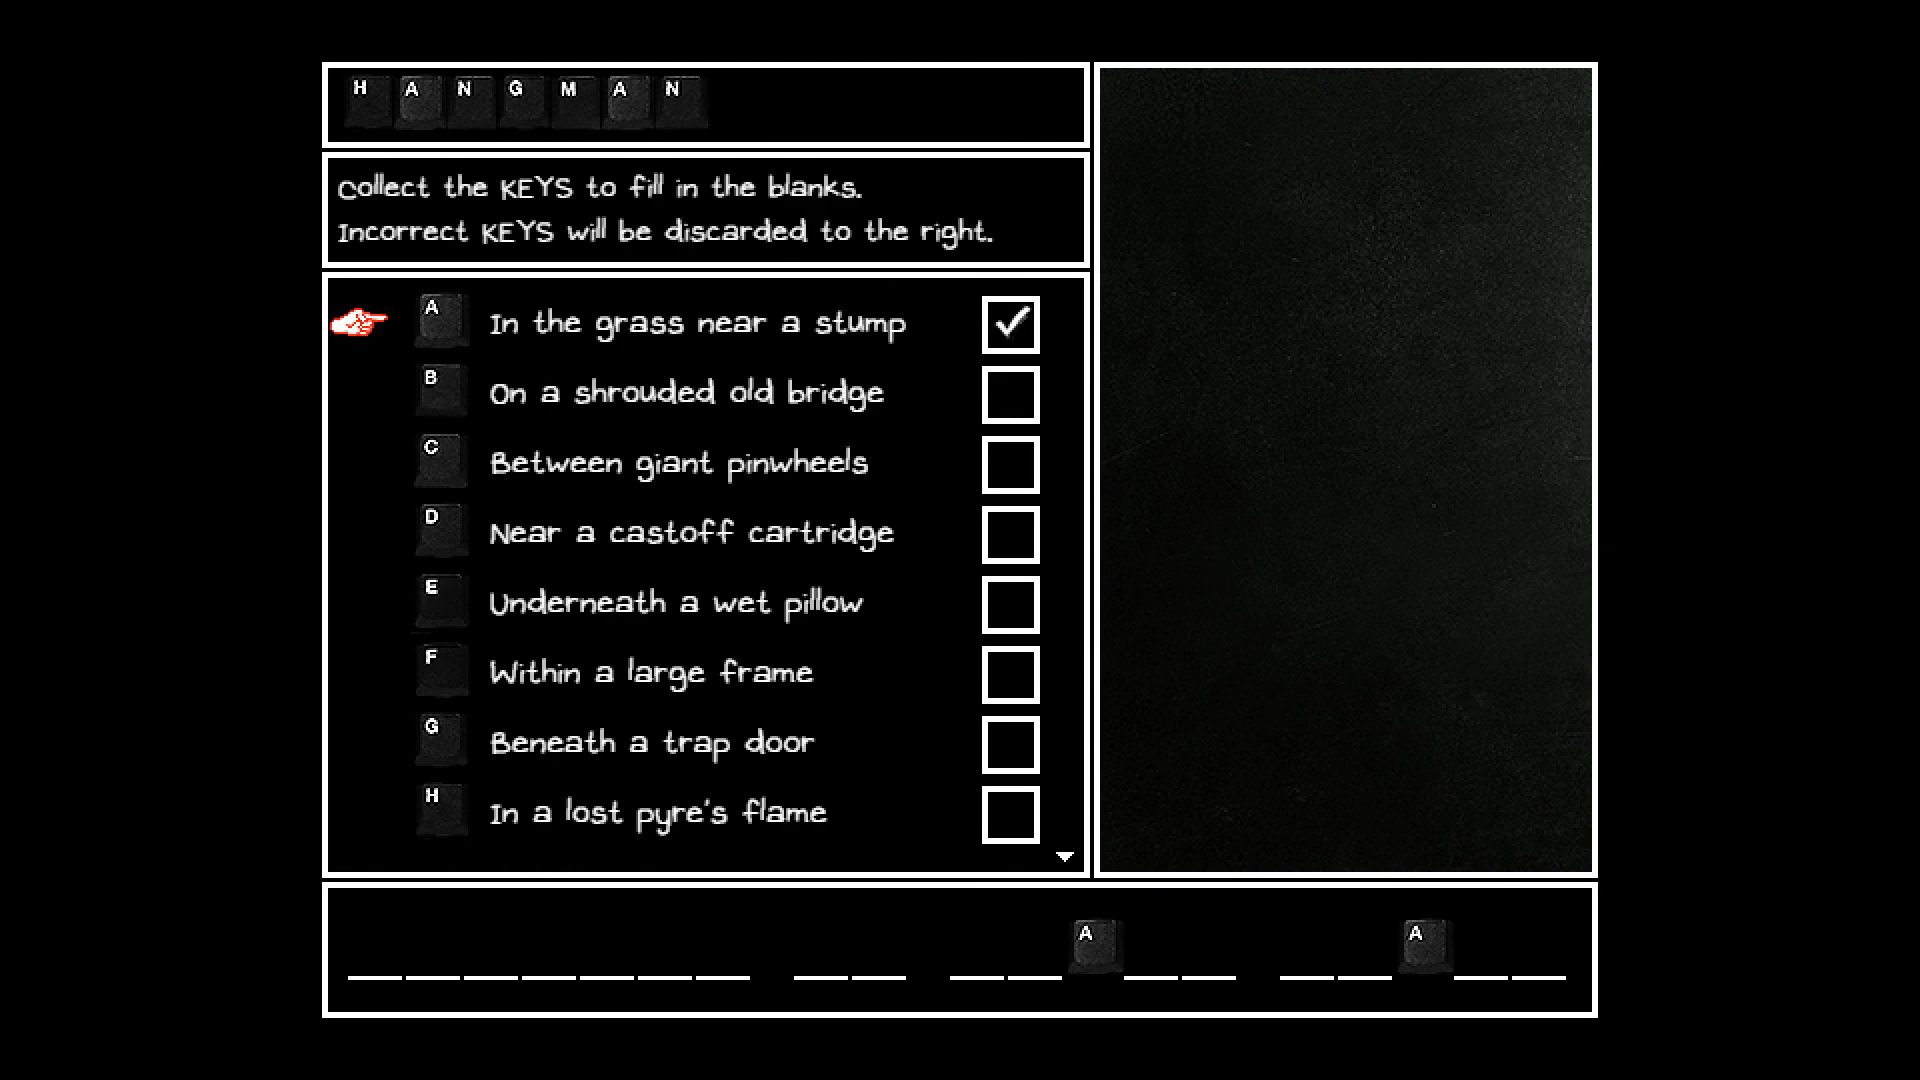 H A N G M A N
Collect the KEYS to fill in the blanks.
Incorrect KEYS will be discarded to the right.
A In the grass near a stump
B On a shrouded old bridge
C Between giant pinwheels
D Near a castoff cartridge
E Underneath a wet pillow
F Within a large frame
G Beneath a trap door
H In a lost pyre's flame
A A